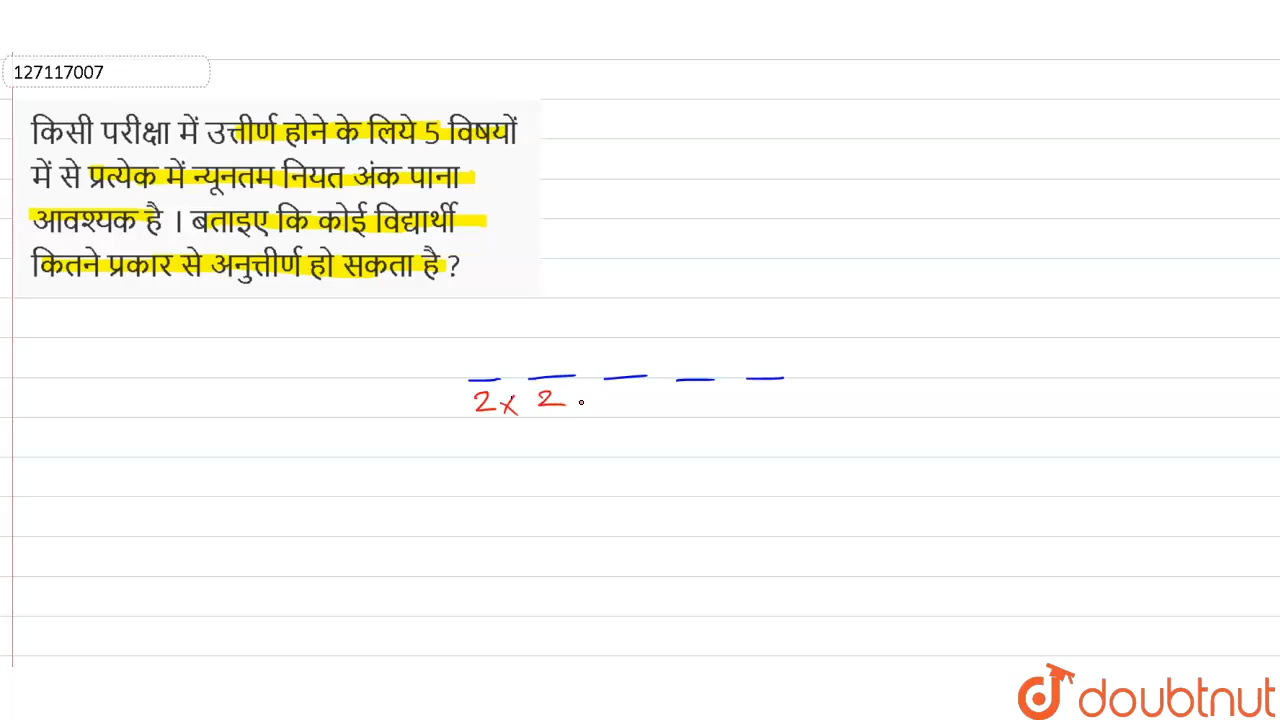 127117007
किसी परीक्षा में उत्तीर्ण होने के लिये 5 विषयों
में से प्रत्येक में न्यूनतम नियत अंक पाना
आवश्यक है । बताइए कि कोई विद्यार्थी
कितने प्रकार से अनुत्तीर्ण हो सकता है ?
2 x 2 .
doubtnut